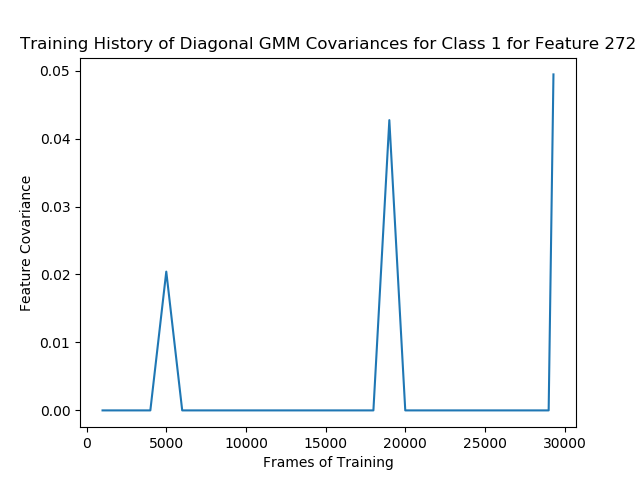 Training History of Diagonal GMM Covariances for Class 1 for Feature 272
0.05
0.04
0.03
0.02
0.01
0.00
Feature Covariance
0 5000 10000 15000 20000 25000 30000
Frames of Training